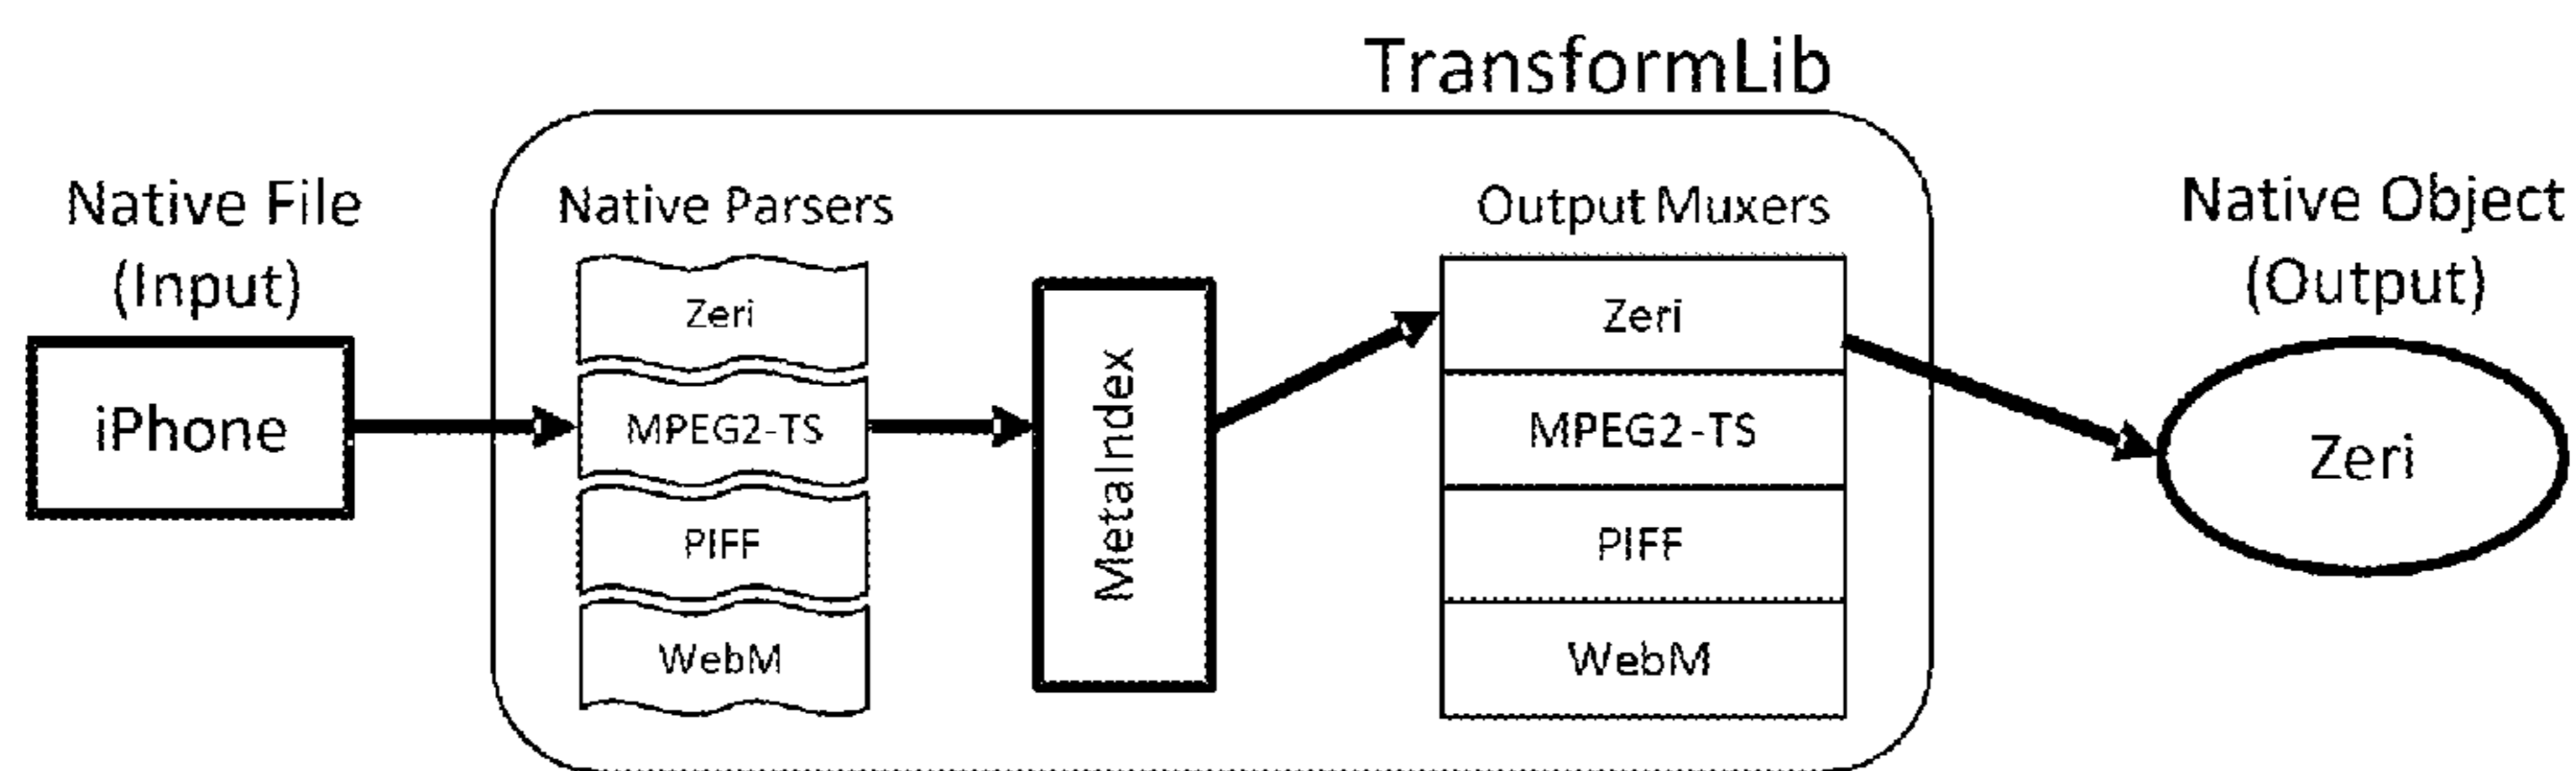 TransformLib
Native File
(Input)
iPhone
Native Parsers
Zeri
MPEG2-TS
PIFF
WebM
MetaIndex
Output Muxers
Zeri
MPEG2-TS
PIFF
WebM
Native Object
(Output)
Zeri